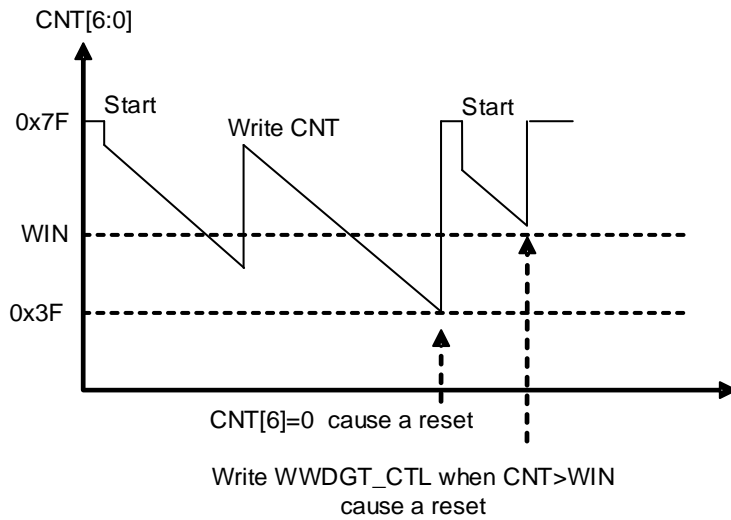 CNT[6:0]
Start
Start
0x7F
Write CNT
WIN
0x3F
CNT[6]=0 cause a reset
Write WWDGT_CTL when CNT>WIN
cause a reset